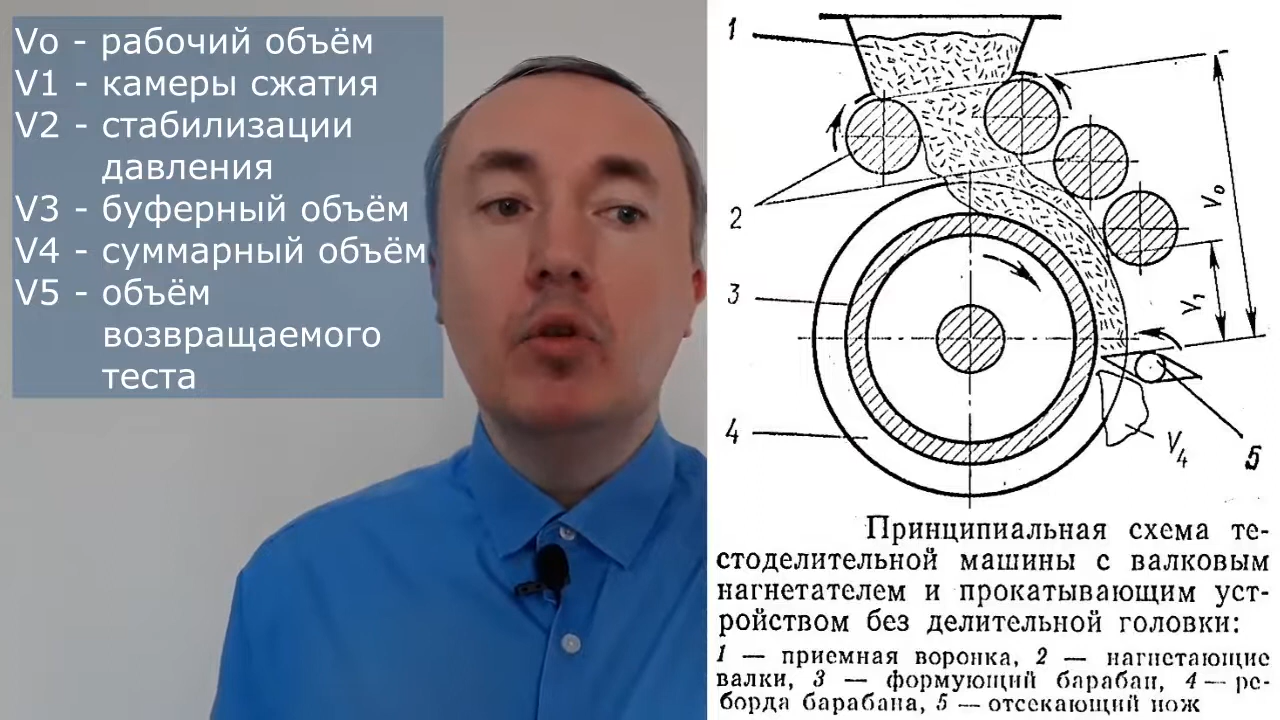 Vo - рабочий объём
V1 - камеры сжатия
V2 - стабилизации
давления
V3 - буферный объём
V4 - суммарный объём
V5 - объём
возвращаемого
теста
1
2
3
4
V₀
V₁
V₄
5
Принципиальная схема те-
стоделительной машины с валковым
нагнетателем и прокатывающим уст-
ройством без делительной головки:
1 — приемная воронка, 2 — нагнетающие
валки, 3 — формующий барабан, 4 — ре-
борда барабана, 5 — отсекающий нож